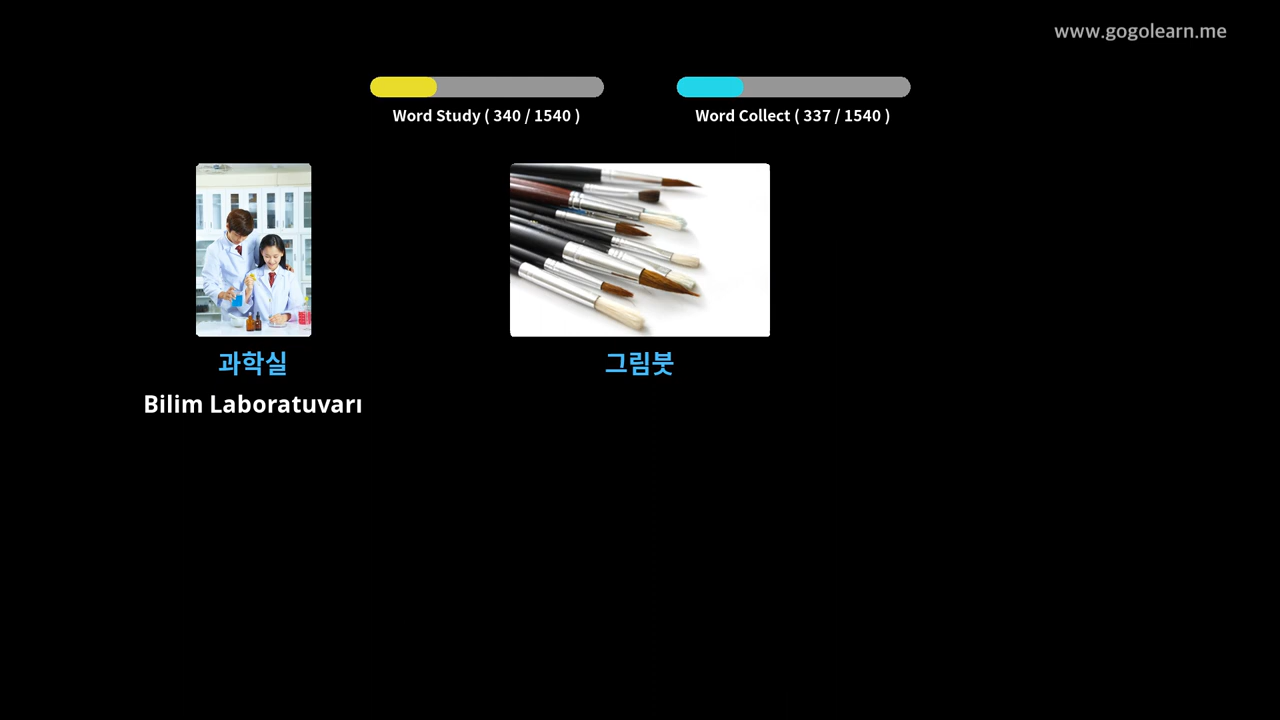 www.gogolearn.me
Word Study ( 340 / 1540 )
Word Collect ( 337 / 1540 )
과학실
그림붓
Bilim Laboratuvarı